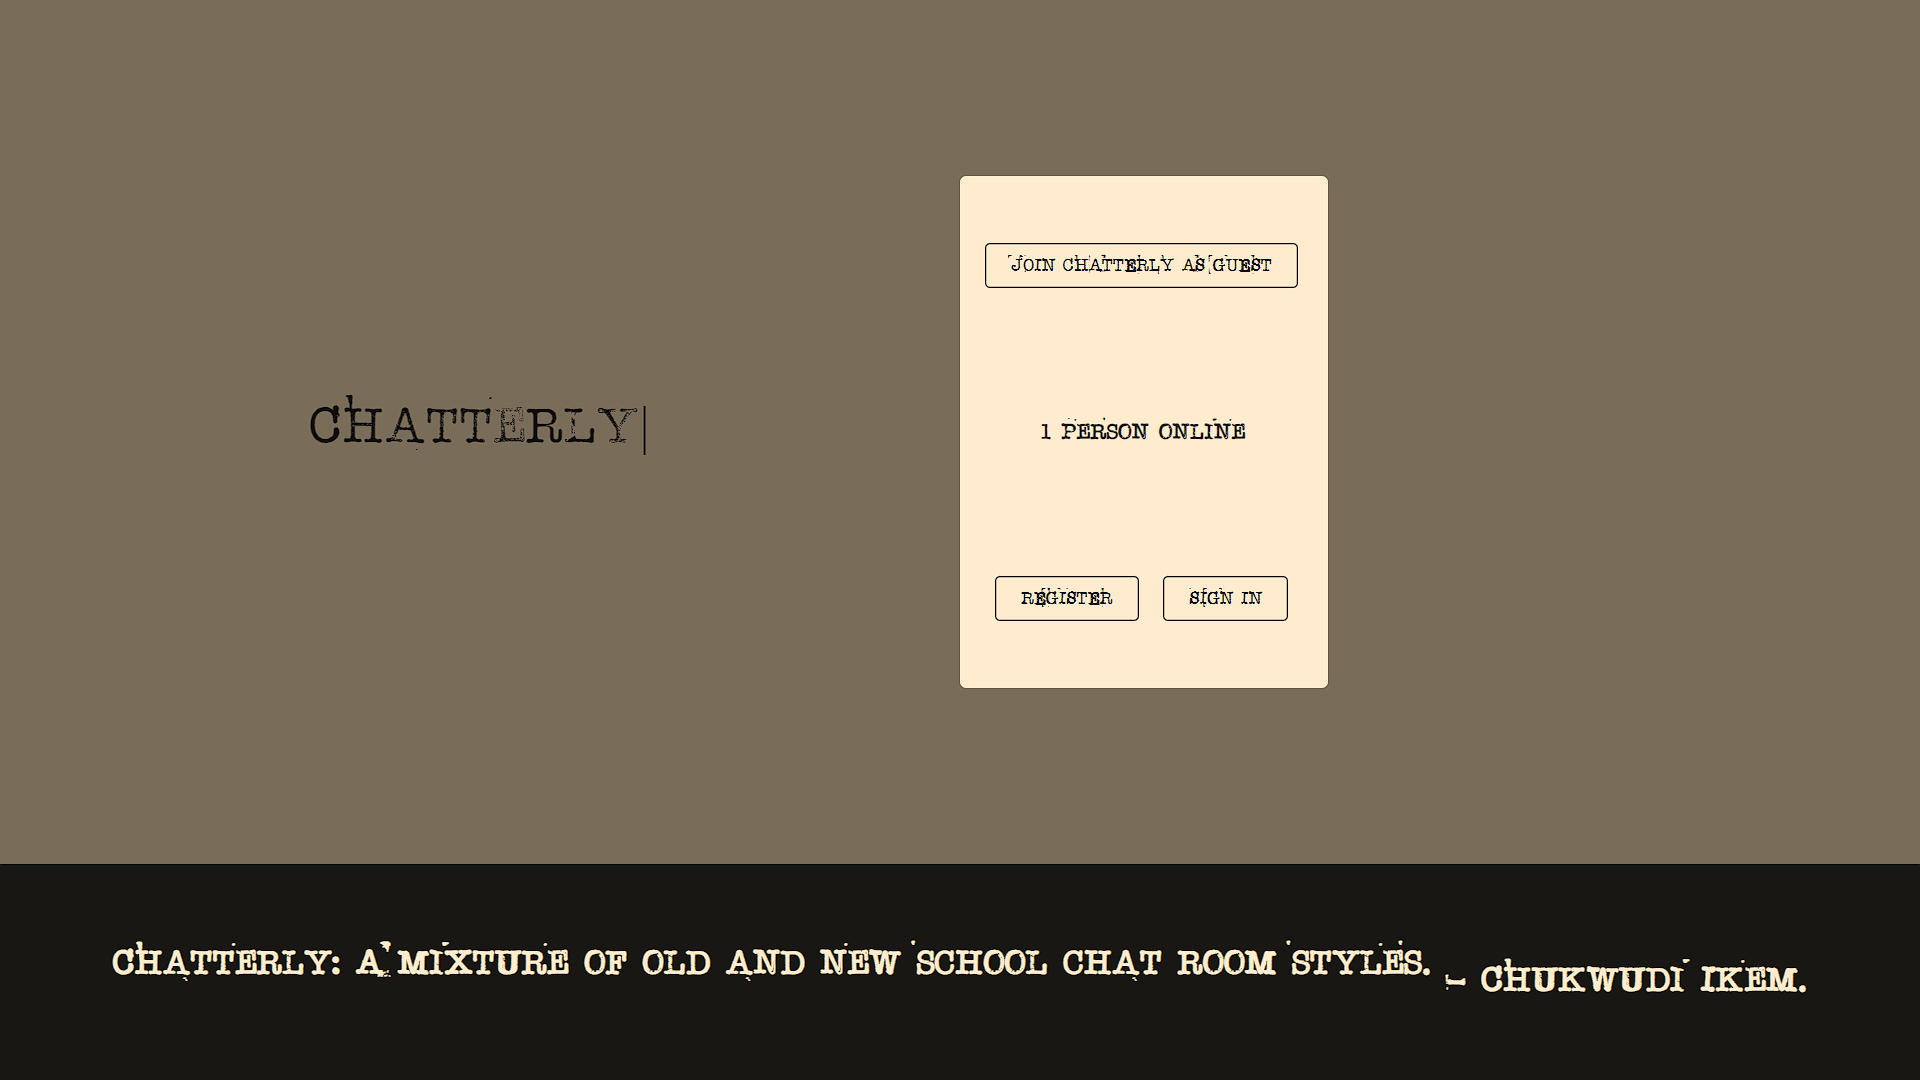 CHATTERLY|
JOIN CHATTERLY AS GUEST
1 PERSON ONLINE
REGISTER
SIGN IN
CHATTERLY: A MIXTURE OF OLD AND NEW SCHOOL CHAT ROOM STYLES. - CHUKWUDI IKEM.